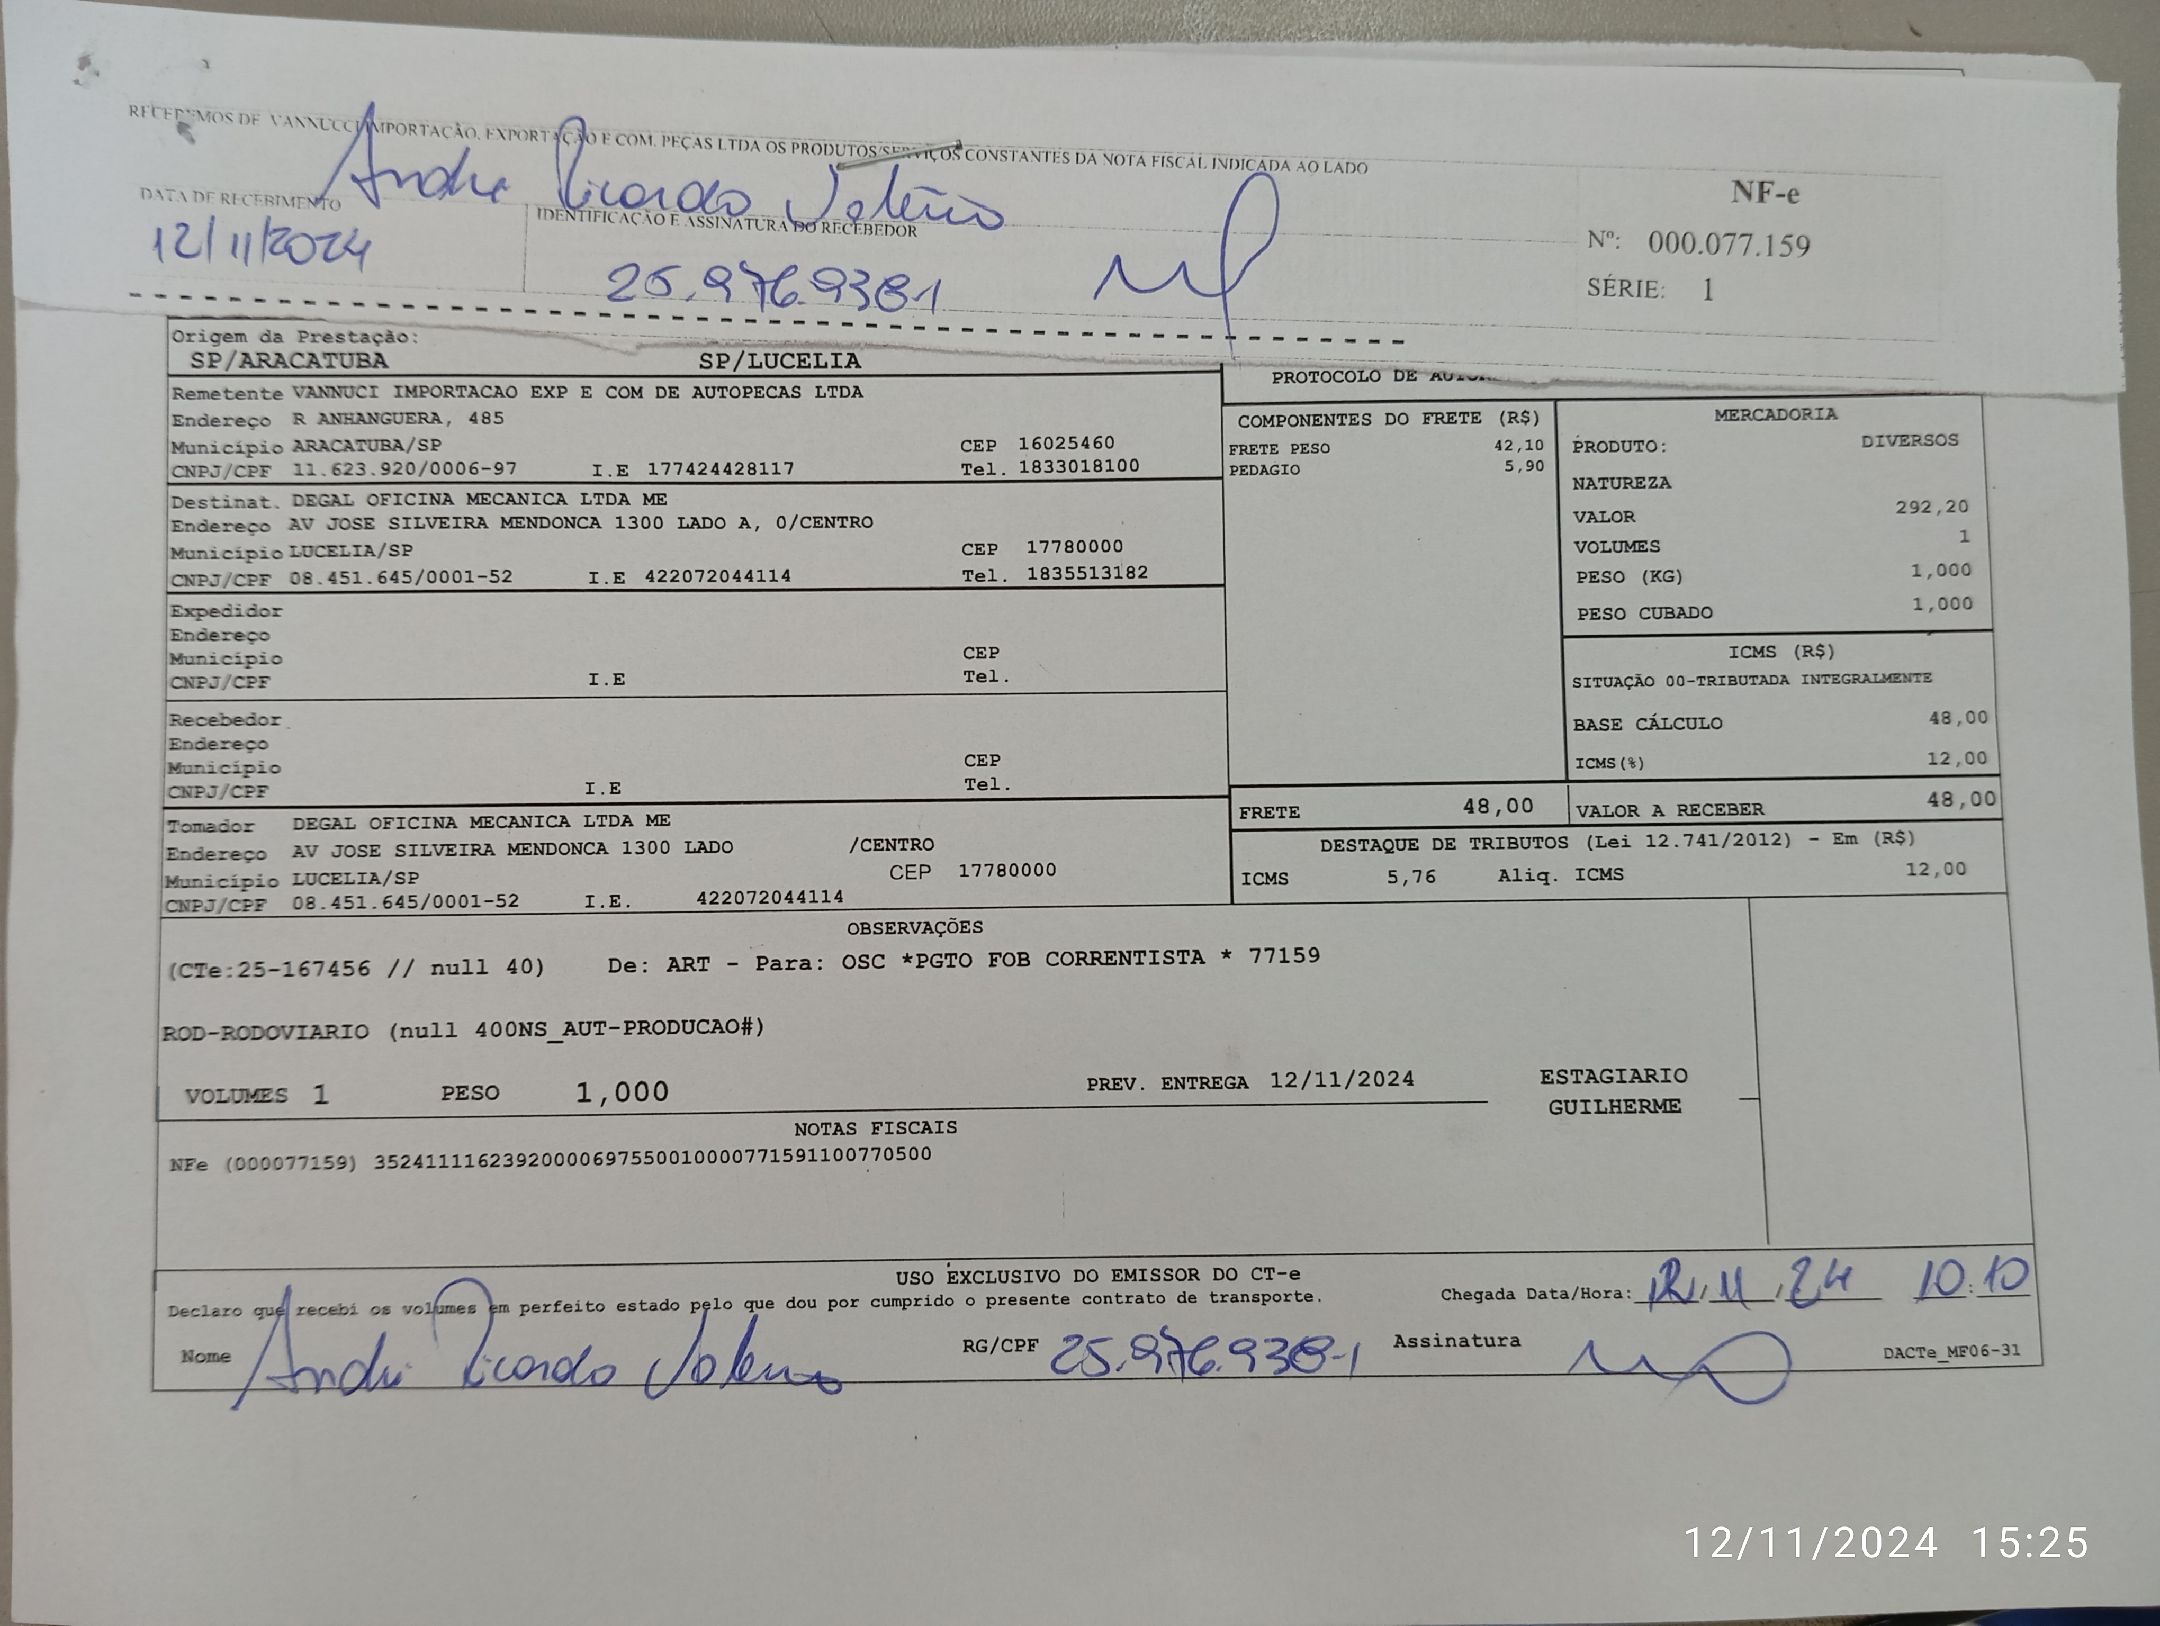 RECEBEMOS DE VANNUCCI IMPORTAÇÃO, EXPORTAÇÃO E COM. PEÇAS LTDA OS PRODUTOS/SERVIÇOS CONSTANTES DA NOTA FISCAL INDICADA AO LADO
Andre Ricardo
DATA DE RECEBIMENTO
IDENTIFICAÇÃO E ASSINATURA DO RECEBEDOR
12/11/2024
25.976.938-1
NF-e
Nº: 000.077.159
SÉRIE: 1
Origem da Prestação:
SP/ARACATUBA SP/LUCELIA
Remetente VANNUCI IMPORTACAO EXP E COM DE AUTOPECAS LTDA
Endereço R ANHANGUERA, 485
Município ARACATUBA/SP CEP 16025460
CNPJ/CPF 11.623.920/0006-97 I.E 177424428117 Tel. 1833018100
Destinat. DEGAL OFICINA MECANICA LTDA ME
Endereço AV JOSE SILVEIRA MENDONCA 1300 LADO A, 0/CENTRO
Município LUCELIA/SP CEP 17780000
CNPJ/CPF 08.451.645/0001-52 I.E 422072044114 Tel. 1835513182
Expedidor
Endereço
Município CEP
CNPJ/CPF I.E Tel.
Recebedor
Endereço
Município CEP
CNPJ/CPF I.E Tel.
Tomador DEGAL OFICINA MECANICA LTDA ME
Endereço AV JOSE SILVEIRA MENDONCA 1300 LADO /CENTRO
Município LUCELIA/SP CEP 17780000
CNPJ/CPF 08.451.645/0001-52 I.E. 422072044114
PROTOCOLO DE
COMPONENTES DO FRETE (R$)
FRETE PESO 42,10
PEDAGIO 5,90
MERCADORIA
PRODUTO: DIVERSOS
NATUREZA
VALOR 292,20
VOLUMES 1
PESO (KG) 1,000
PESO CUBADO 1,000
ICMS (R$)
SITUAÇÃO 00-TRIBUTADA INTEGRALMENTE
BASE CÁLCULO 48,00
ICMS(%) 12,00
FRETE 48,00 VALOR A RECEBER 48,00
DESTAQUE DE TRIBUTOS (Lei 12.741/2012) - Em (R$)
ICMS 5,76 Aliq. ICMS 12,00
OBSERVAÇÕES
(CTe:25-167456 // null 40) De: ART - Para: OSC *PGTO FOB CORRENTISTA * 77159
ROD-RODOVIARIO (null 400NS_AUT-PRODUCAO#)
VOLUMES 1 PESO 1,000 PREV. ENTREGA 12/11/2024
ESTAGIARIO
GUILHERME
NOTAS FISCAIS
NFe (000077159) 35241111623920000697550010000771591100770500
USO EXCLUSIVO DO EMISSOR DO CT-e
Declaro que recebi os volumes em perfeito estado pelo que dou por cumprido o presente contrato de transporte.
Chegada Data/Hora: 12/11/24 10:10
Nome Andre Ricardo RG/CPF 25.976.938-1 Assinatura
DACTe_MF06-31
12/11/2024 15:25